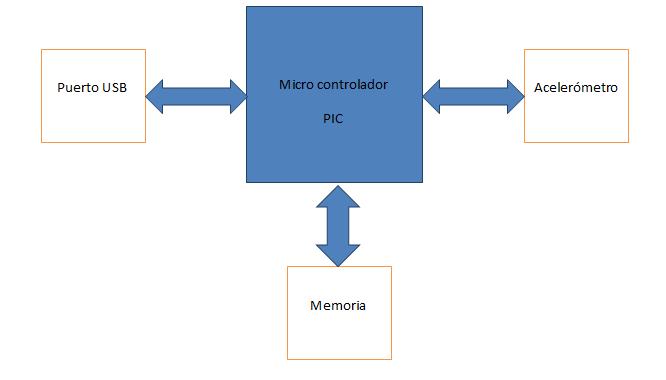 Puerto USB
Micro controlador
PIC
Acelerómetro
Memoria